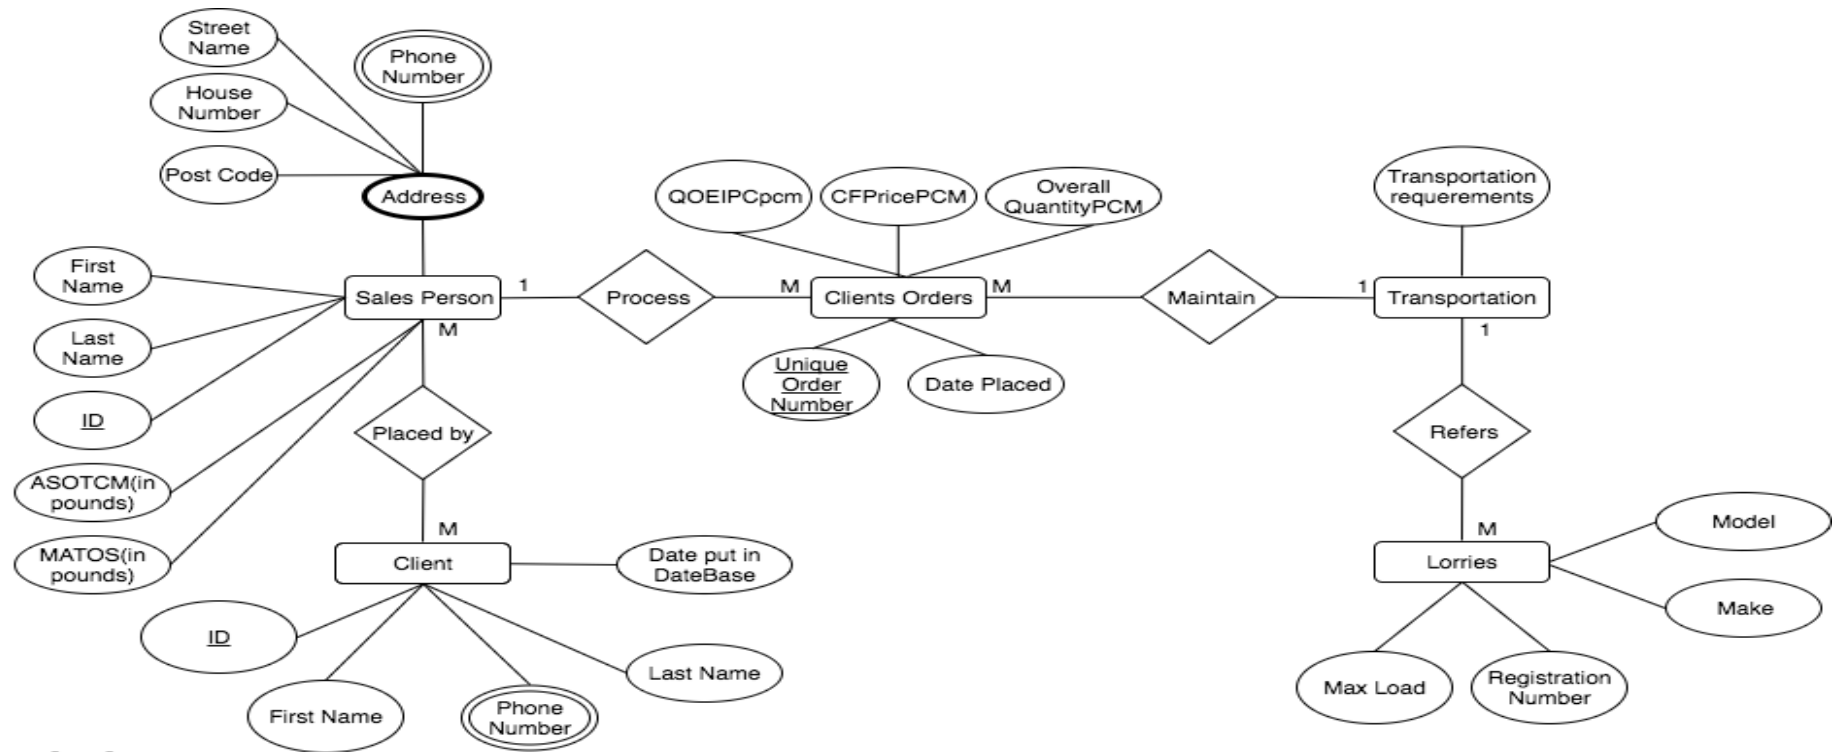 Street
Name
Phone
Number
House
Number
Post Code
Address
QOEIPCpcm
CFPricePCM
Overall
QuantityPCM
Transportation
requerements
First
Name
Sales Person
1
Process
M
Clients Orders
M
Maintain
1
Transportation
Last
Name
M
1
Unique
Order
Number
Date Placed
ID
Placed by
Refers
ASOTCM(in
pounds)
MATOS(in
pounds)
M
Client
Date put in
DateBase
M
Lorries
Model
Make
ID
First Name
Phone
Number
Last Name
Max Load
Registration
Number